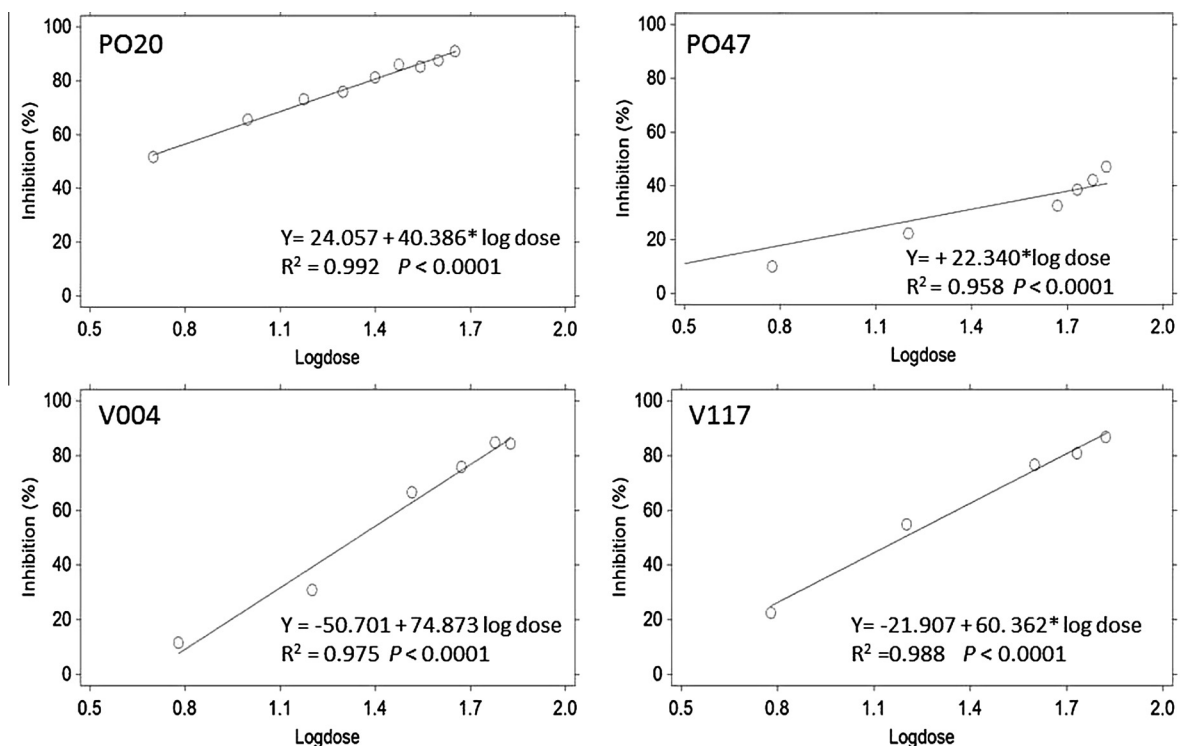 PO20
100
80
60
40
20
0
Inhibition (%)
Y= 24.057 + 40.386* log dose
R² = 0.992 P < 0.0001
0.5 0.8 1.1 1.4 1.7 2.0
Logdose
PO47
100
80
60
40
20
0
Inhibition (%)
Y= + 22.340*log dose
R² = 0.958 P < 0.0001
0.5 0.8 1.1 1.4 1.7 2.0
Logdose
V004
100
80
60
40
20
0
Inhibition (%)
Y = -50.701 + 74.873 log dose
R² = 0.975 P < 0.0001
0.5 0.8 1.1 1.4 1.7 2.0
Logdose
V117
100
80
60
40
20
0
Inhibition (%)
Y= -21.907 + 60. 362* log dose
R² =0.988 P < 0.0001
0.5 0.8 1.1 1.4 1.7 2.0
Logdose